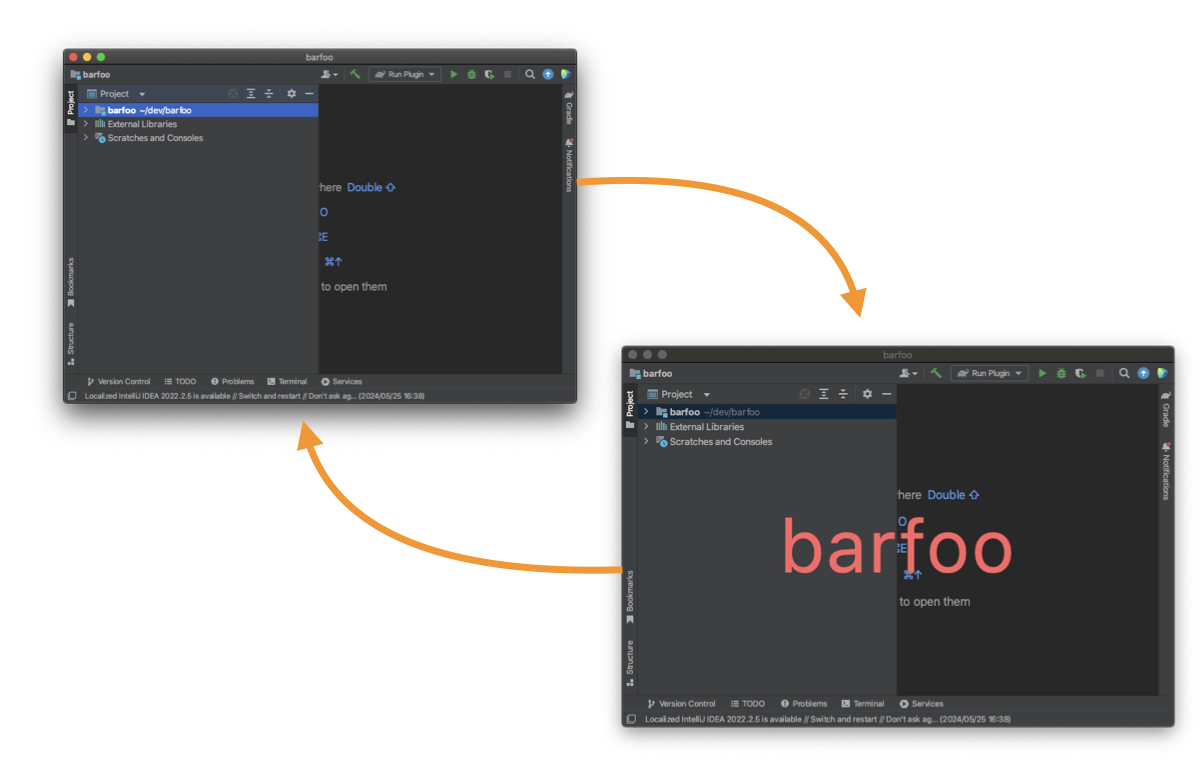 barfoo
barfoo
Run Plugin
Project
Project
barfoo ~/dev/barfoo
External Libraries
Scratches and Consoles
Gradle
Notifications
here Double ⇧
O
E
⌘↑
to open them
Bookmarks
Structure
Version Control
TODO
Problems
Terminal
Services
Localized IntelliJ IDEA 2022.2.5 is available // Switch and restart // Don't ask ag... (2024/05/25 16:38)
barfoo
barfoo
Run Plugin
Project
Project
barfoo ~/dev/barfoo
External Libraries
Scratches and Consoles
Gradle
Notifications
here Double ⇧
O
E
barfoo
⌘↑
to open them
Bookmarks
Structure
Version Control
TODO
Problems
Terminal
Services
Localized IntelliJ IDEA 2022.2.5 is available // Switch and restart // Don't ask ag... (2024/05/25 16:38)